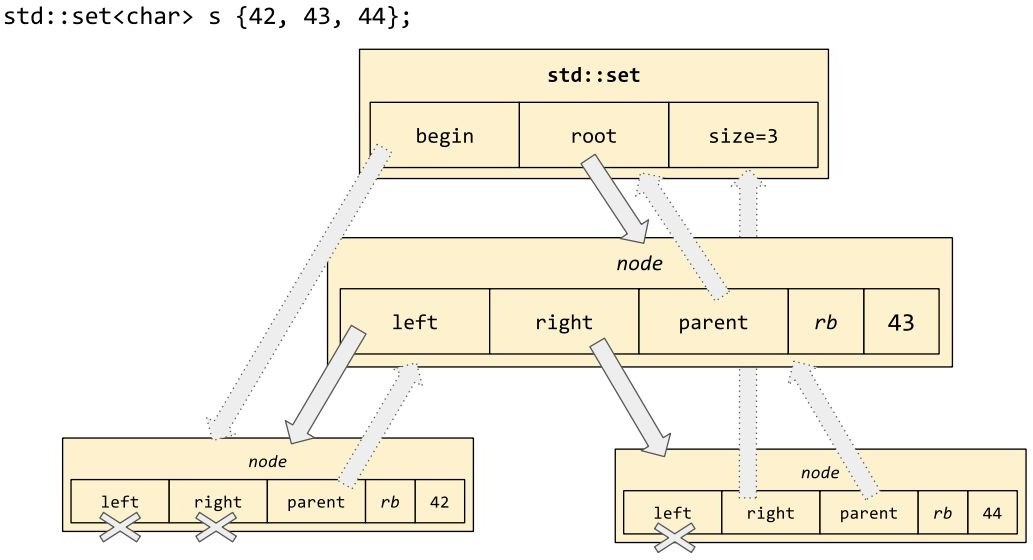 std::set<char> s {42, 43, 44};
std::set
begin root size=3
node
left right parent rb 43
node
left right parent rb 42
node
left right parent rb 44